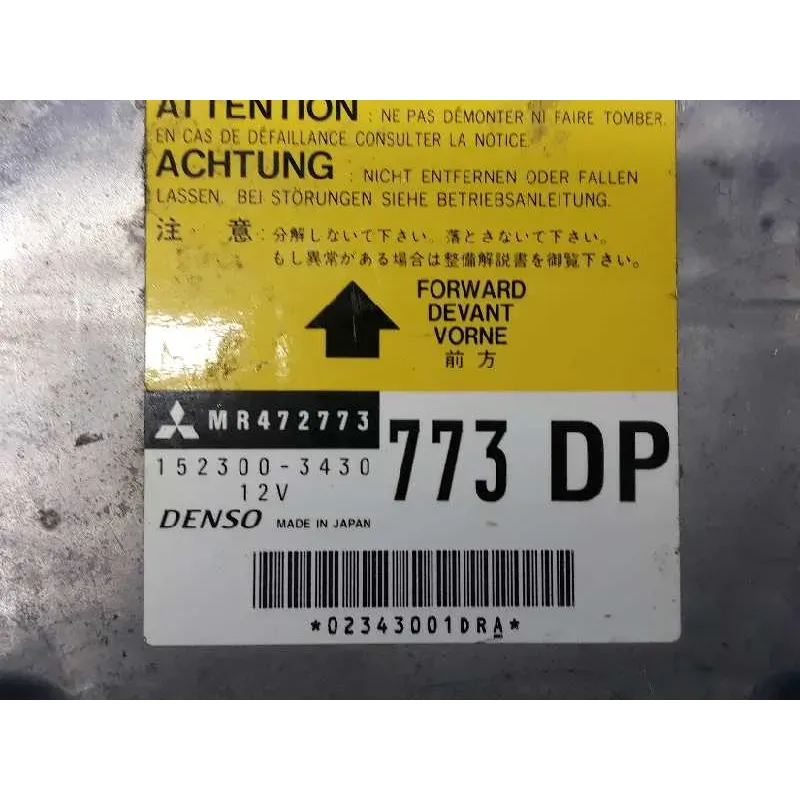 ATTENTION : NE PAS DÉMONTER NI FAIRE TOMBER.
EN CAS DE DÉFAILLANCE CONSULTER LA NOTICE.
ACHTUNG : NICHT ENTFERNEN ODER FALLEN
LASSEN. BEI STÖRUNGEN SIEHE BETRIEBSANLEITUNG.
注 意 : 分解しないて下さい。落とさないて下さい。
もし異常がある場合は整備解説書を御覧下さい。
FORWARD
DEVANT
VORNE
前方
MR472773
773 DP
152300-3430
12V
DENSO MADE IN JAPAN
*02343001DRA*